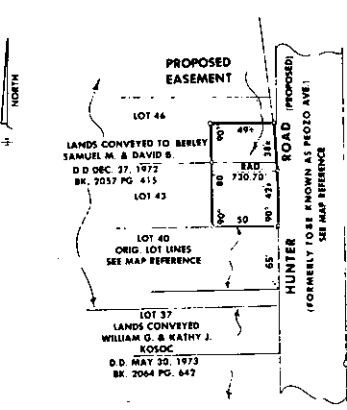 NORTH
PROPOSED
EASEMENT
LOT 46
90°
49±
38±
LANDS CONVEYED TO BERLEY
SAMUEL M. & DAVID B.
D D DEC. 27, 1972
BK. 2057 PG. 415
RAD.
730.70'
80
42±
LOT 43
90°
50
90°
LOT 40
ORIG. LOT LINES
SEE MAP REFERENCE
65'
HUNTER ROAD (PROPOSED)
(FORMERLY TO BE KNOWN AS PEOZO AVE.)
SEE MAP REFERENCE
LOT 37
LANDS CONVEYED
WILLIAM G. & KATHY J.
KOSOC
D.D. MAY 30, 1973
BK. 2064 PG. 642